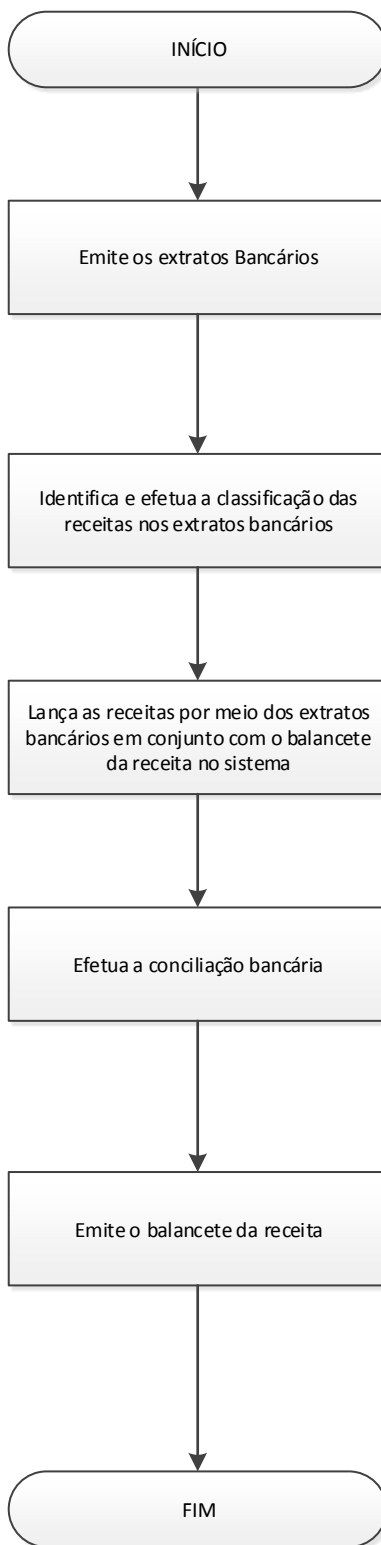 INÍCIO
Emite os extratos Bancários
Identifica e efetua a classificação das
receitas nos extratos bancários
Lança as receitas por meio dos extratos
bancários em conjunto com o balancete
da receita no sistema
Efetua a conciliação bancária
Emite o balancete da receita
FIM